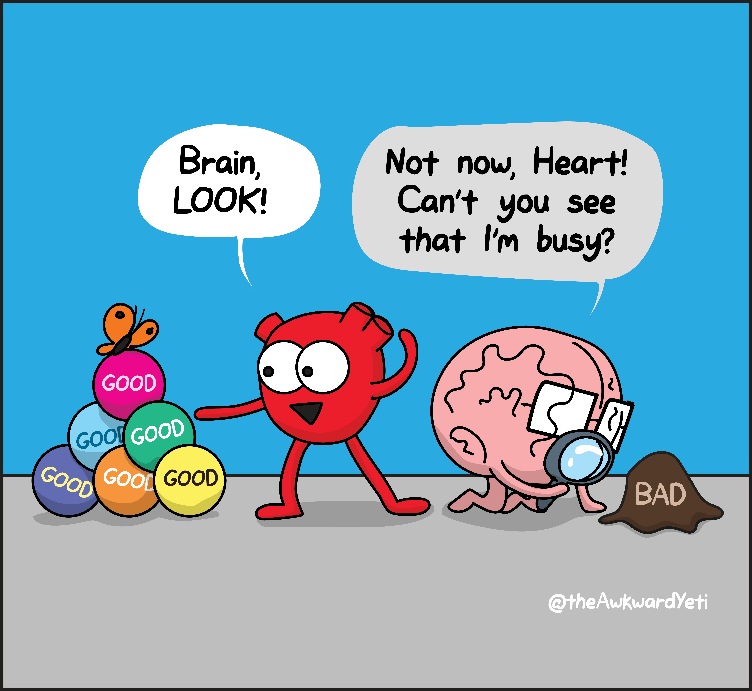 Brain,
LOOK!
Not now, Heart!
Can't you see
that I'm busy?
GOOD
GOOD
GOOD
GOOD
GOOD
GOOD
BAD
@theAwkwardYeti